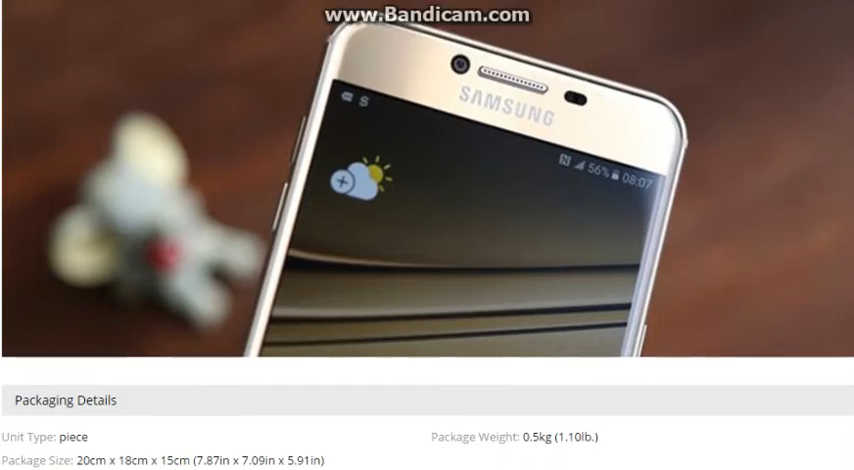 www.Bandicam.com
SAMSUNG
S
56% 08:07
Packaging Details
Unit Type: piece
Package Weight: 0.5kg (1.10lb.)
Package Size: 20cm x 18cm x 15cm (7.87in x 7.09in x 5.91in)